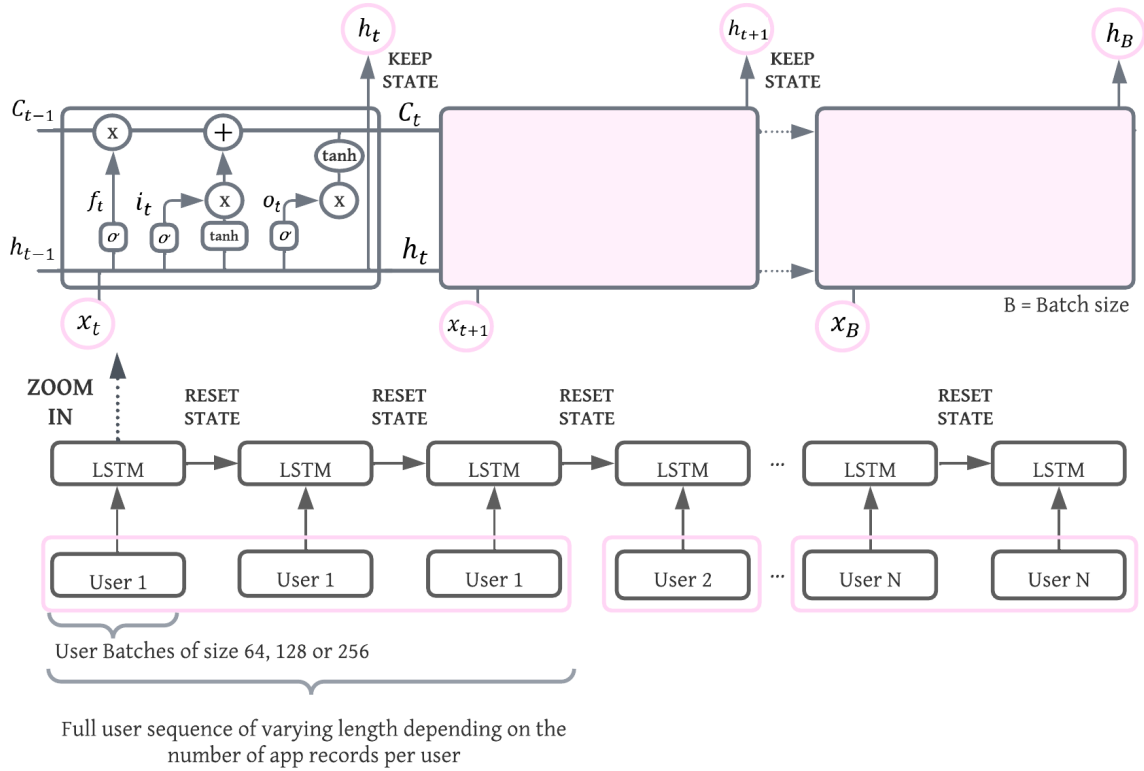 h_t
h_{t+1}
h_B
KEEP
STATE
KEEP
STATE
C_{t-1}
C_t
x
+
tanh
f_t
i_t
o_t
x
x
σ
σ
tanh
σ
h_{t-1}
h_t
x_t
x_{t+1}
x_B
B = Batch size
ZOOM
IN
RESET
STATE
RESET
STATE
RESET
STATE
RESET
STATE
LSTM
LSTM
LSTM
LSTM
...
LSTM
LSTM
User 1
User 1
User 1
User 2
...
User N
User N
User Batches of size 64, 128 or 256
Full user sequence of varying length depending on the
number of app records per user